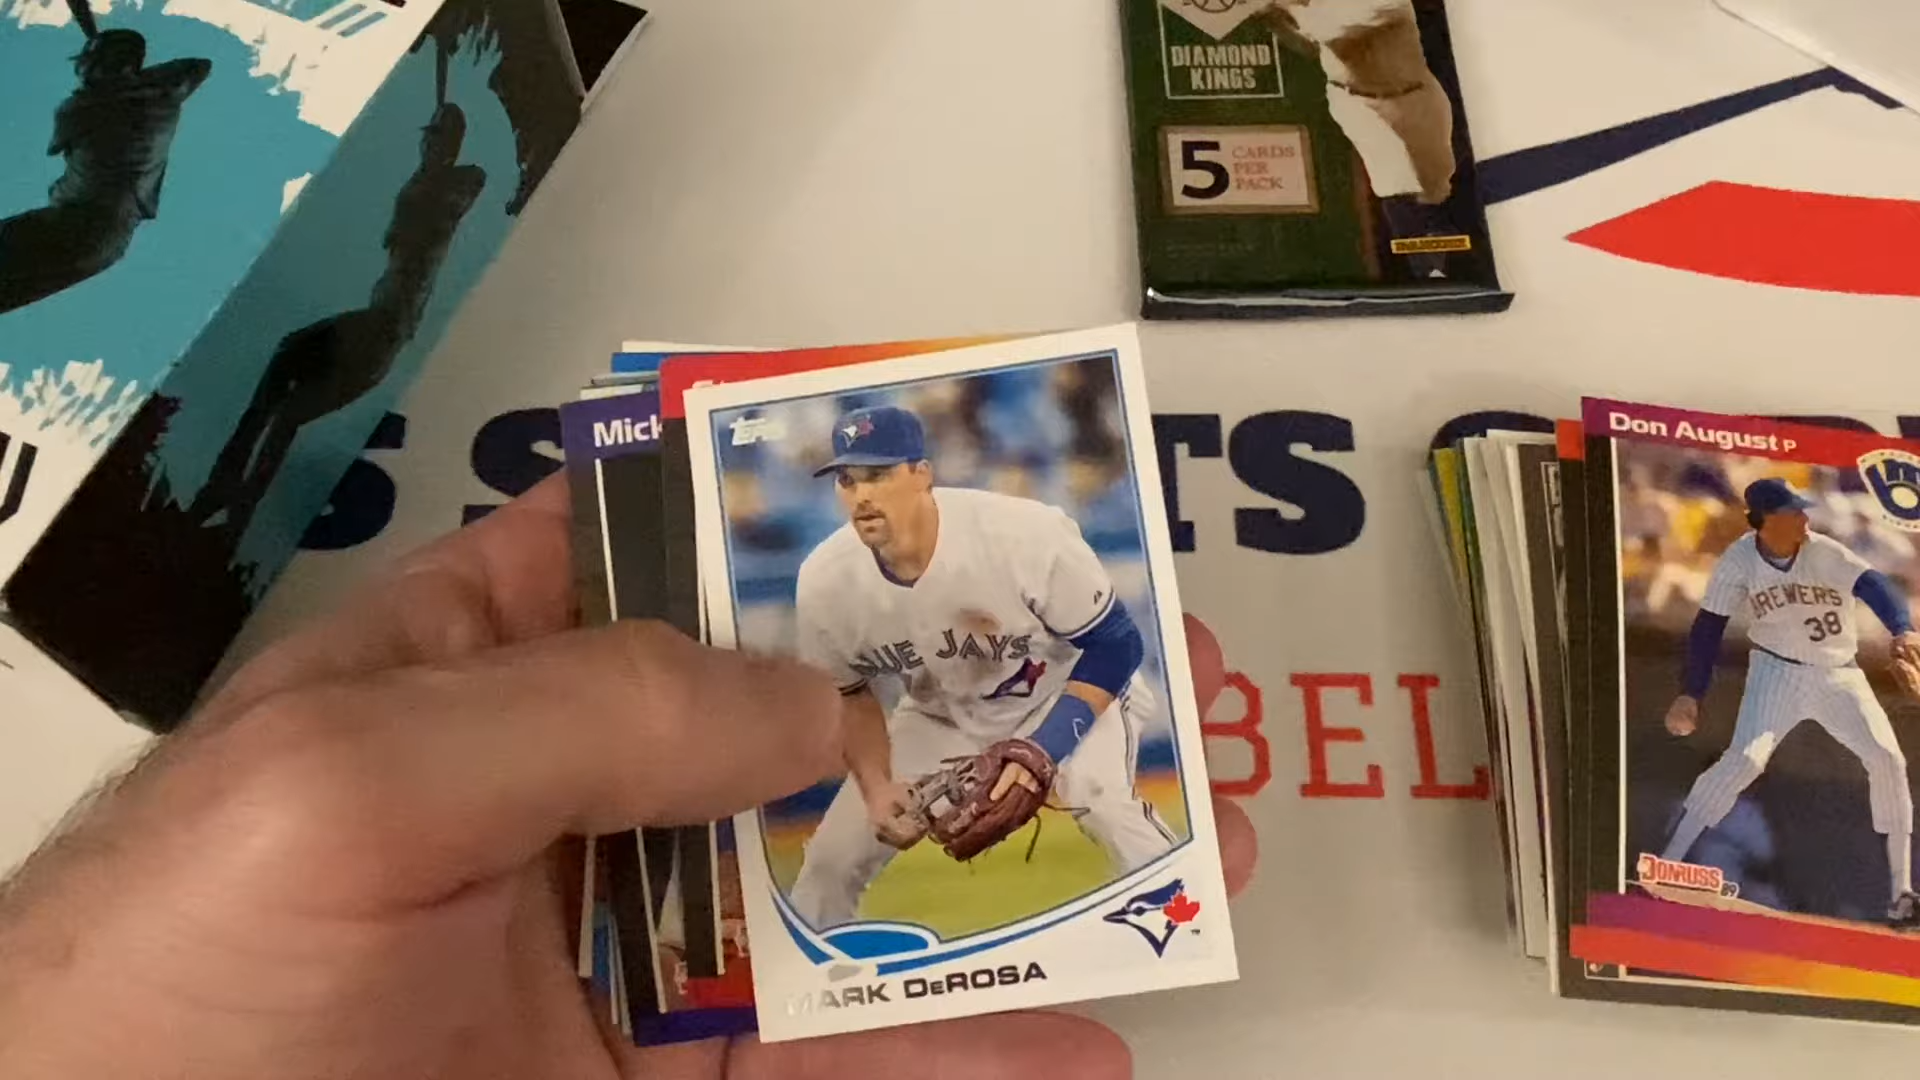 DIAMOND
KINGS
5 CARDS
PER
PACK
Mick
Topps
BLUE JAYS
MARK DeROSA
S SPORTS
BEL
Don August P
BREWERS
38
DONRUSS 89